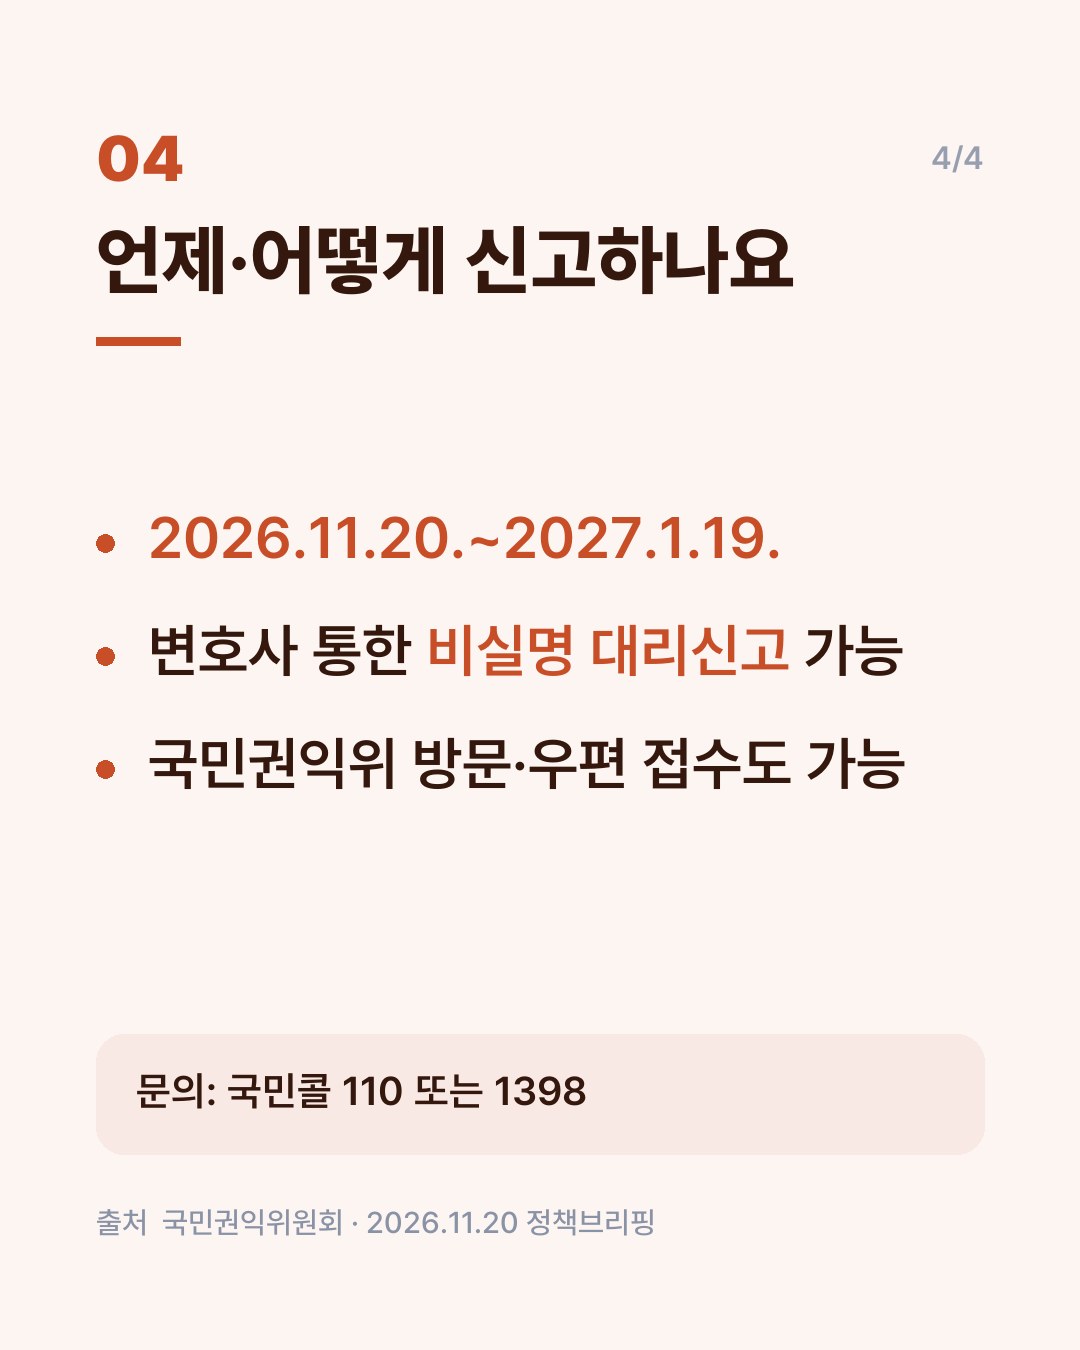 04
4/4
언제·어떻게 신고하나요
2026.11.20.~2027.1.19.
변호사 통한 비실명 대리신고 가능
국민권익위 방문·우편 접수도 가능
문의: 국민콜 110 또는 1398
출처 국민권익위원회 · 2026.11.20 정책브리핑